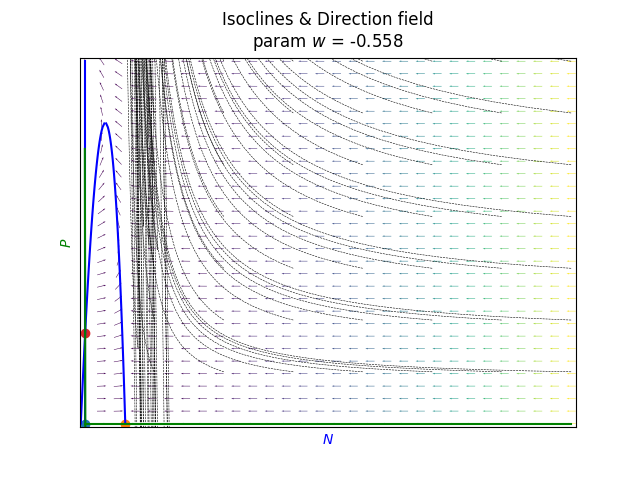 Isoclines & Direction field
param w = -0.558
P
N